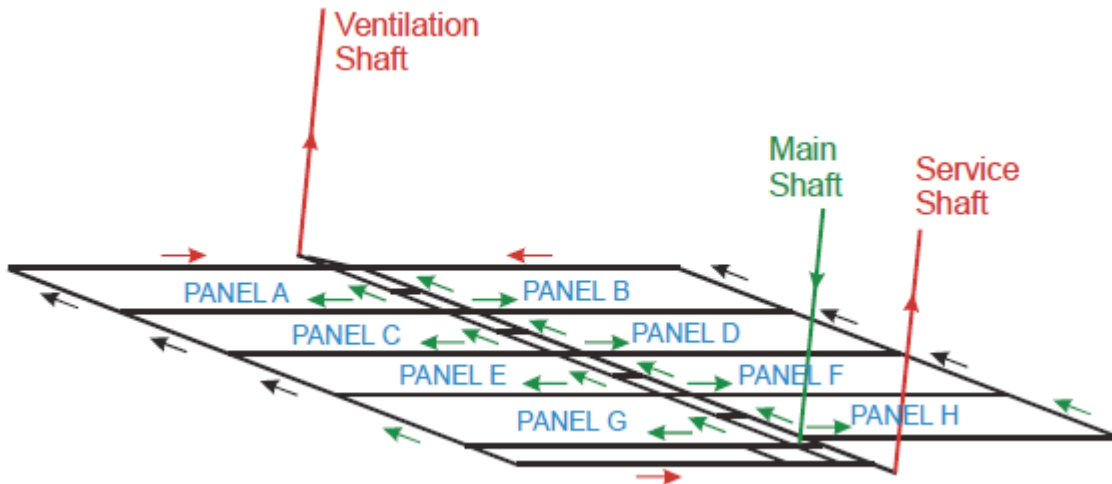 Ventilation
Shaft
Main
Shaft
Service
Shaft
PANEL A
PANEL B
PANEL C
PANEL D
PANEL E
PANEL F
PANEL G
PANEL H